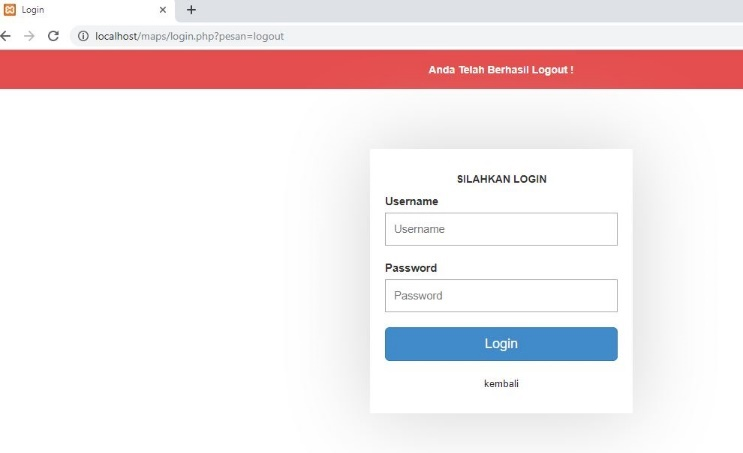 Login
localhost/maps/login.php?pesan=logout
Anda Telah Berhasil Logout !
SILAHKAN LOGIN
Username
Username
Password
Password
Login
kembali